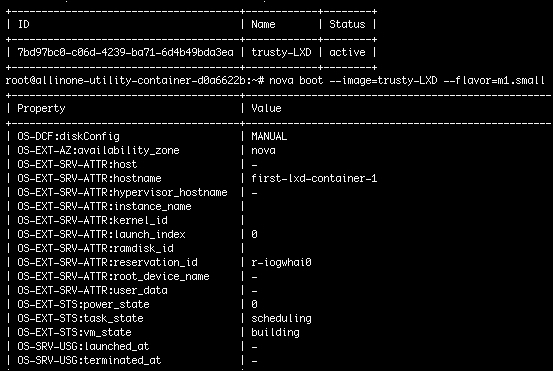 +--------------------------------------+------------+--------+
| ID                                   | Name       | Status |
+--------------------------------------+------------+--------+
| 7bd97bc0-c06d-4239-ba71-6d4b49bda3ea | trusty-LXD | active |
+--------------------------------------+------------+--------+
root@allinone-utility-container-d0a6622b:~# nova boot --image=trusty-LXD --flavor=m1.small
+--------------------------------------+--------------------------------------------------
| Property                             | Value
+--------------------------------------+--------------------------------------------------
| OS-DCF:diskConfig                    | MANUAL
| OS-EXT-AZ:availability_zone          | nova
| OS-EXT-SRV-ATTR:host                 | -
| OS-EXT-SRV-ATTR:hostname             | first-lxd-container-1
| OS-EXT-SRV-ATTR:hypervisor_hostname  | -
| OS-EXT-SRV-ATTR:instance_name        |
| OS-EXT-SRV-ATTR:kernel_id            |
| OS-EXT-SRV-ATTR:launch_index         | 0
| OS-EXT-SRV-ATTR:ramdisk_id           |
| OS-EXT-SRV-ATTR:reservation_id       | r-iogwhai0
| OS-EXT-SRV-ATTR:root_device_name     | -
| OS-EXT-SRV-ATTR:user_data            | -
| OS-EXT-STS:power_state               | 0
| OS-EXT-STS:task_state                | scheduling
| OS-EXT-STS:vm_state                  | building
| OS-SRV-USG:launched_at               | -
| OS-SRV-USG:terminated_at             | -